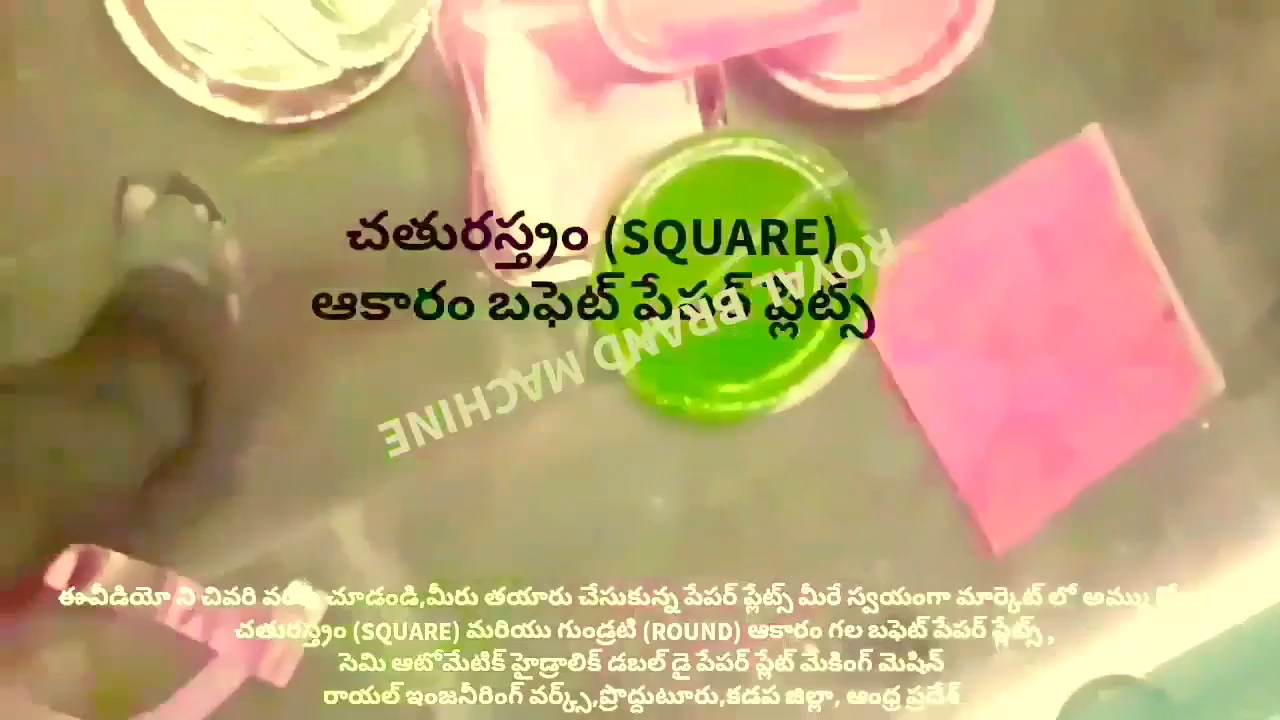 చతురస్త్రం (SQUARE)
ఆకారం బఫెట్ పేపర్ ప్లేట్స్
ROYAL BRAND MACHINE
ఈ వీడియో ని చివరి వరకు చూడండి,మీరు తయారు చేసుకున్న పేపర్ ప్లేట్స్ మీరే స్వయంగా మార్కెట్ లో
చతురస్త్రం (SQUARE) మరియు గుండ్రటి (ROUND) ఆకారం గల బఫెట్ పేపర్ ప్లేట్స్ ,
సెమి ఆటోమేటిక్ హైడ్రాలిక్ డబల్ డై పేపర్ ప్లేట్ మేకింగ్ మెషిన్
రాయల్ ఇంజనీరింగ్ వర్క్స్,ప్రొద్దుటూరు,కడప జిల్లా, ఆంధ్ర ప్రదేశ్